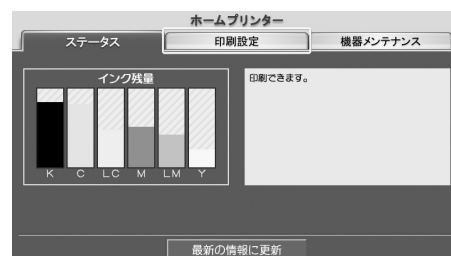 ホームプリンター
ステータス
印刷設定
機器メンテナンス
インク残量
印刷できます。
K C LC M LM Y
最新の情報に更新